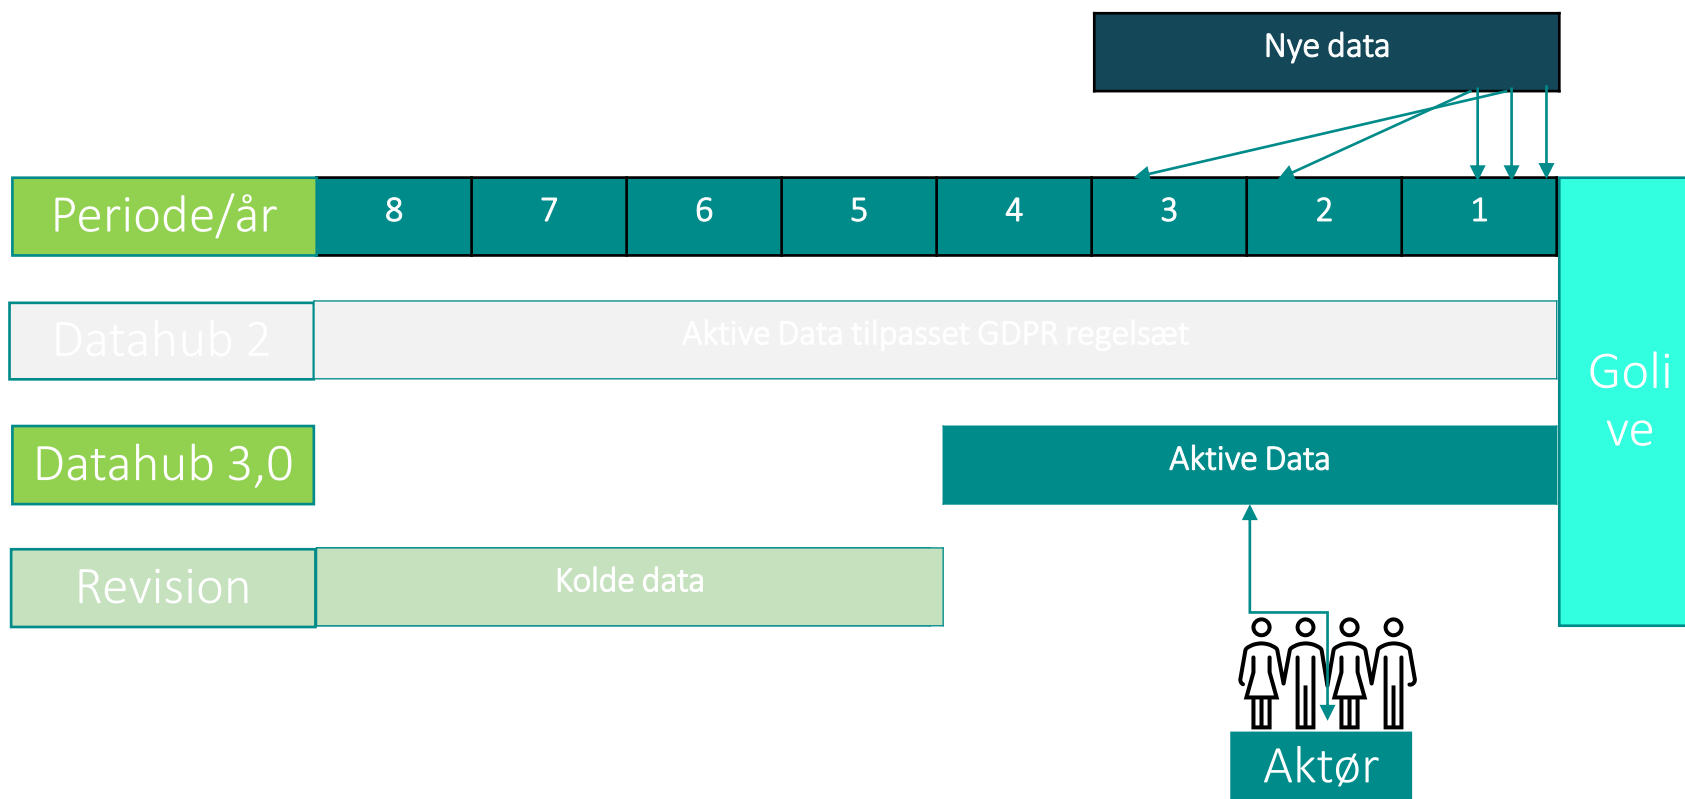 Nye data
Periode/år 8 7 6 5 4 3 2 1
Datahub 2 Aktive Data tilpasset GDPR regelsæt
Goli
ve
Datahub 3,0 Aktive Data
Revision Kolde data
Aktør